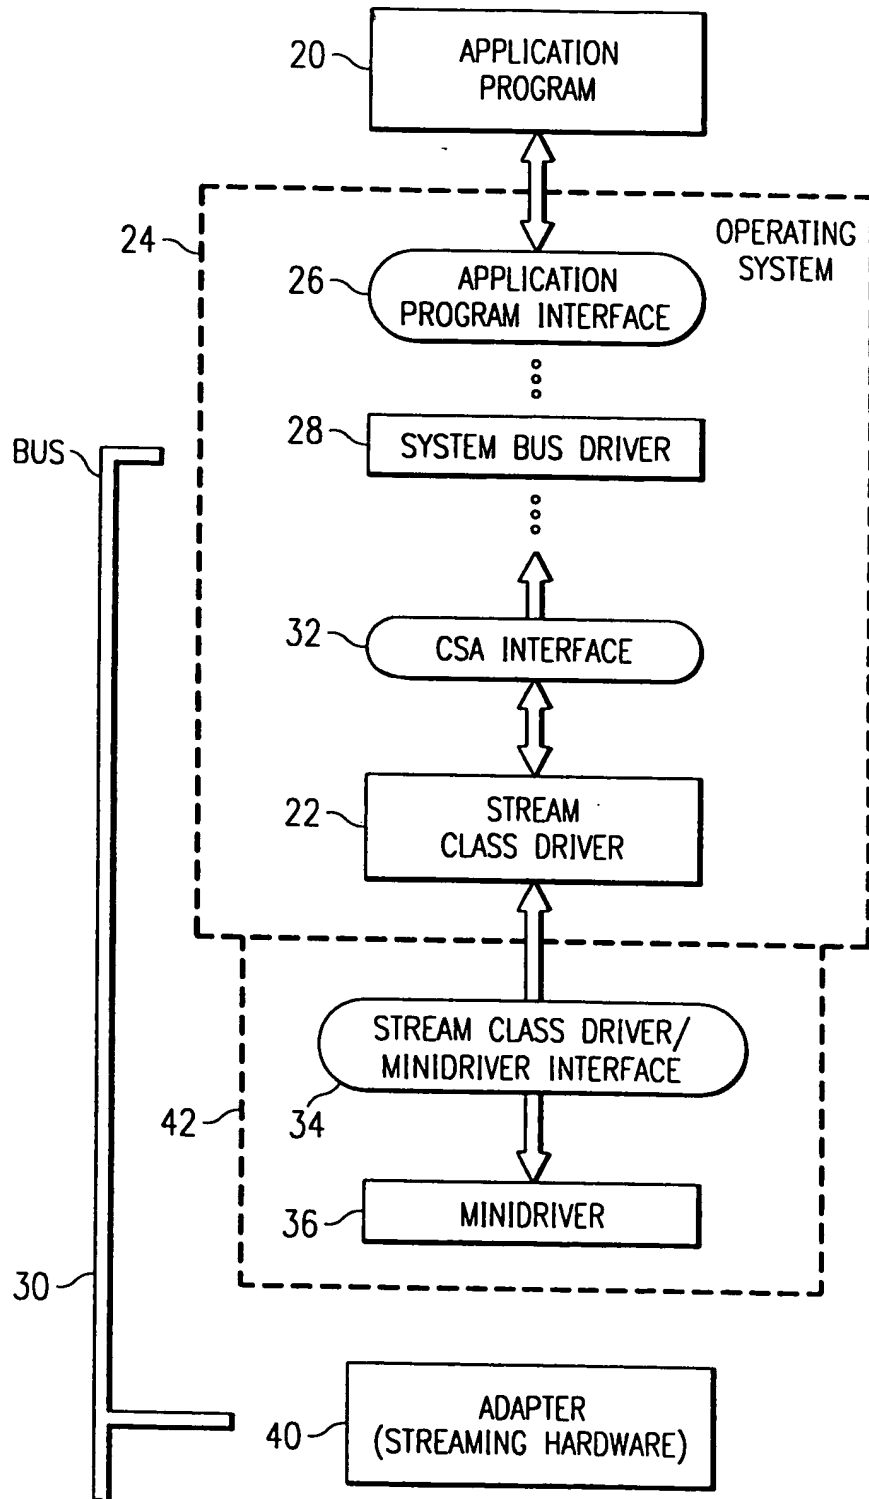 20
APPLICATION
PROGRAM
24
OPERATING
SYSTEM
26
APPLICATION
PROGRAM INTERFACE
28
SYSTEM BUS DRIVER
BUS
32
CSA INTERFACE
22
STREAM
CLASS DRIVER
STREAM CLASS DRIVER/
MINIDRIVER INTERFACE
34
42
36
MINIDRIVER
30
40
ADAPTER
(STREAMING HARDWARE)